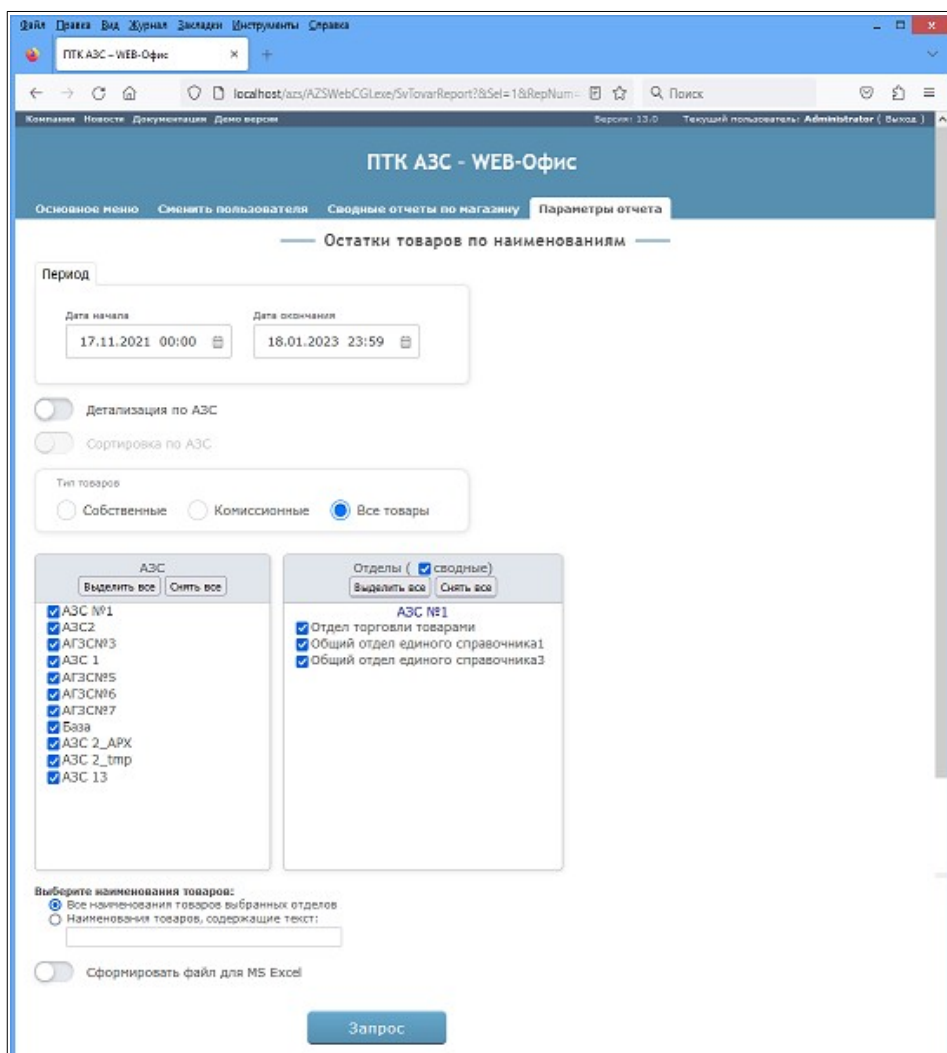 Файл Правка Вид Журнал Закладки Инструменты Справка
ПТК АЗС – WEB-Офис
localhost/azs/AZSWebCGI.exe/SvTovarReport?&Sel=1&RepNum=
Поиск
Компания Новости Документация Демо версии Версия: 13.0 Текущий пользователь: Administrator ( Выход )
ПТК АЗС - WEB-Офис
Основное меню Сменить пользователя Сводные отчеты по магазину Параметры отчета
Остатки товаров по наименованиям
Период
Дата начала Дата окончания
17.11.2021 00:00 18.01.2023 23:59
Детализация по АЗС
Сортировка по АЗС
Тип товаров
Собственные Комиссионные Все товары
АЗС
Выделить все Снять все
АЗС №1
АЗС2
АГЗС№3
АЗС 1
АГЗС№5
АГЗС№6
АГЗС№7
База
АЗС 2_АРХ
АЗС 2_tmp
АЗС 13
Отделы ( сводные)
Выделить все Снять все
АЗС №1
Отдел торговли товарами
Общий отдел единого справочника1
Общий отдел единого справочника3
Выберите наименования товаров:
Все наименования товаров выбранных отделов
Наименования товаров, содержащие текст:
Сформировать файл для MS Excel
Запрос